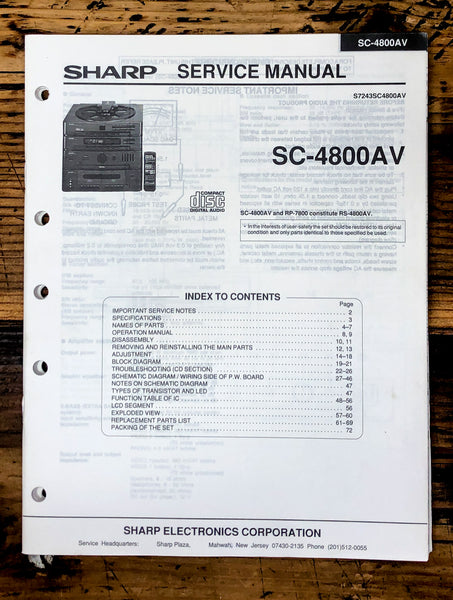 SC-4800AV
SHARP SERVICE MANUAL
S7243SC4800AV
SC-4800AV
COMPACT
disc
DIGITAL AUDIO
SC-4800AV and RP-7800 constitute RS-4800AV.
• In the interests of user-safety the set should be restored to its original
condition and only parts identical to those specified be used.
INDEX TO CONTENTS
Page
IMPORTANT SERVICE NOTES 2
SPECIFICATIONS 3
NAMES OF PARTS 4~7
OPERATION MANUAL 8, 9
DISASSEMBLY 10, 11
REMOVING AND REINSTALLING THE MAIN PARTS 12, 13
ADJUSTMENT 14~18
BLOCK DIAGRAM 19~21
TROUBLESHOOTING (CD SECTION) 22~26
SCHEMATIC DIAGRAM / WIRING SIDE OF P.W. BOARD 27~46
NOTES ON SCHEMATIC DIAGRAM 47
TYPES OF TRANSISTOR AND LED 47
FUNCTION TABLE OF IC 48~56
LCD SEGMENT 56
EXPLODED VIEW 57~60
REPLACEMENT PARTS LIST 61~69
PACKING OF THE SET 72
SHARP ELECTRONICS CORPORATION
Service Headquarters: Sharp Plaza, Mahwah, New Jersey 07430-2135 Phone (201)512-0055